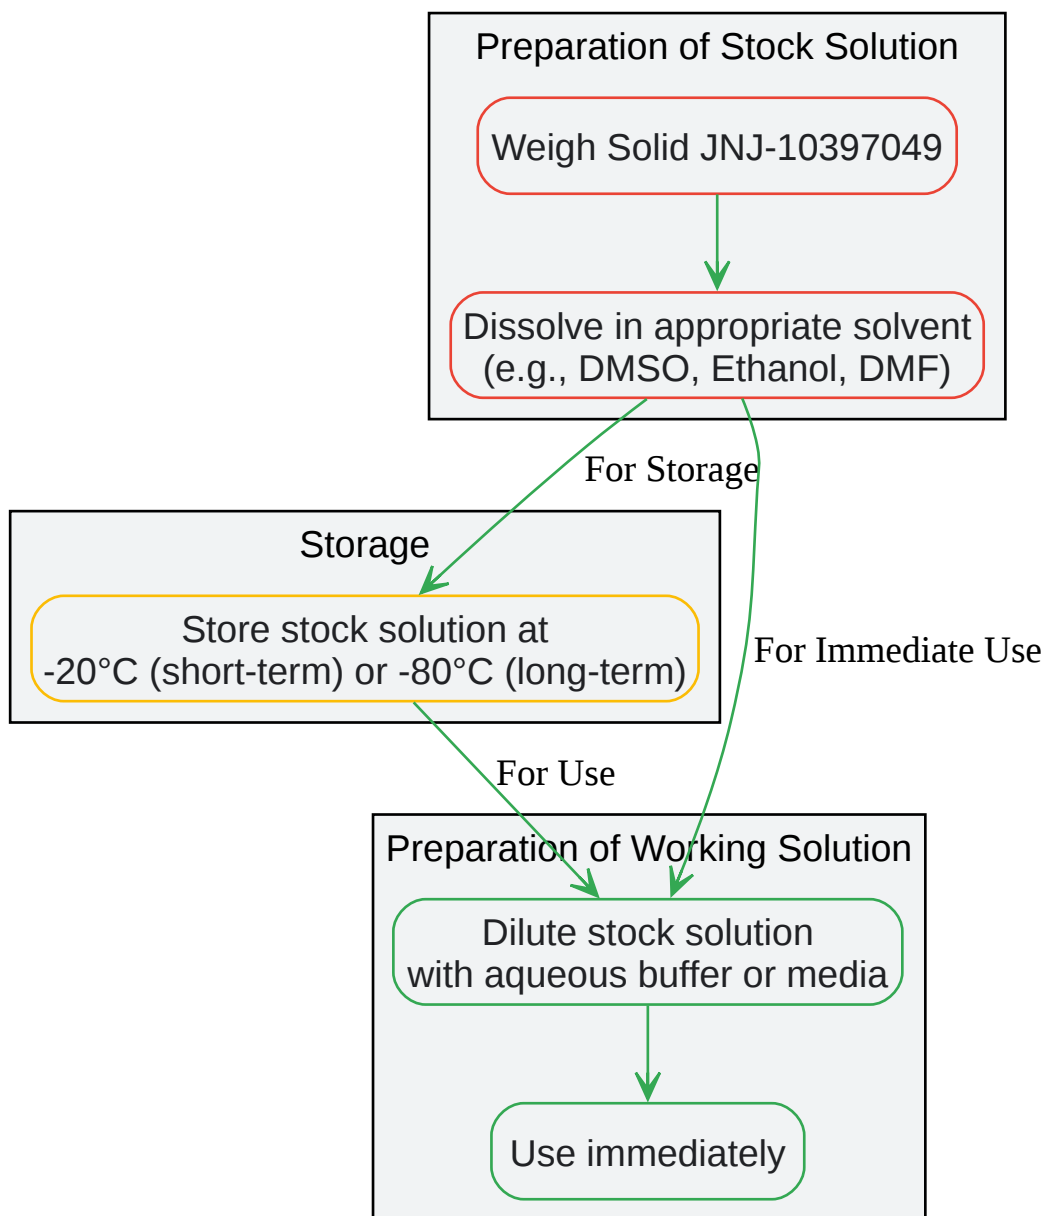 Preparation of Stock Solution
Weigh Solid JNJ-10397049
Dissolve in appropriate solvent
(e.g., DMSO, Ethanol, DMF)
For Storage
Storage
Store stock solution at
-20°C (short-term) or -80°C (long-term)
For Immediate Use
For Use
Preparation of Working Solution
Dilute stock solution
with aqueous buffer or media
Use immediately